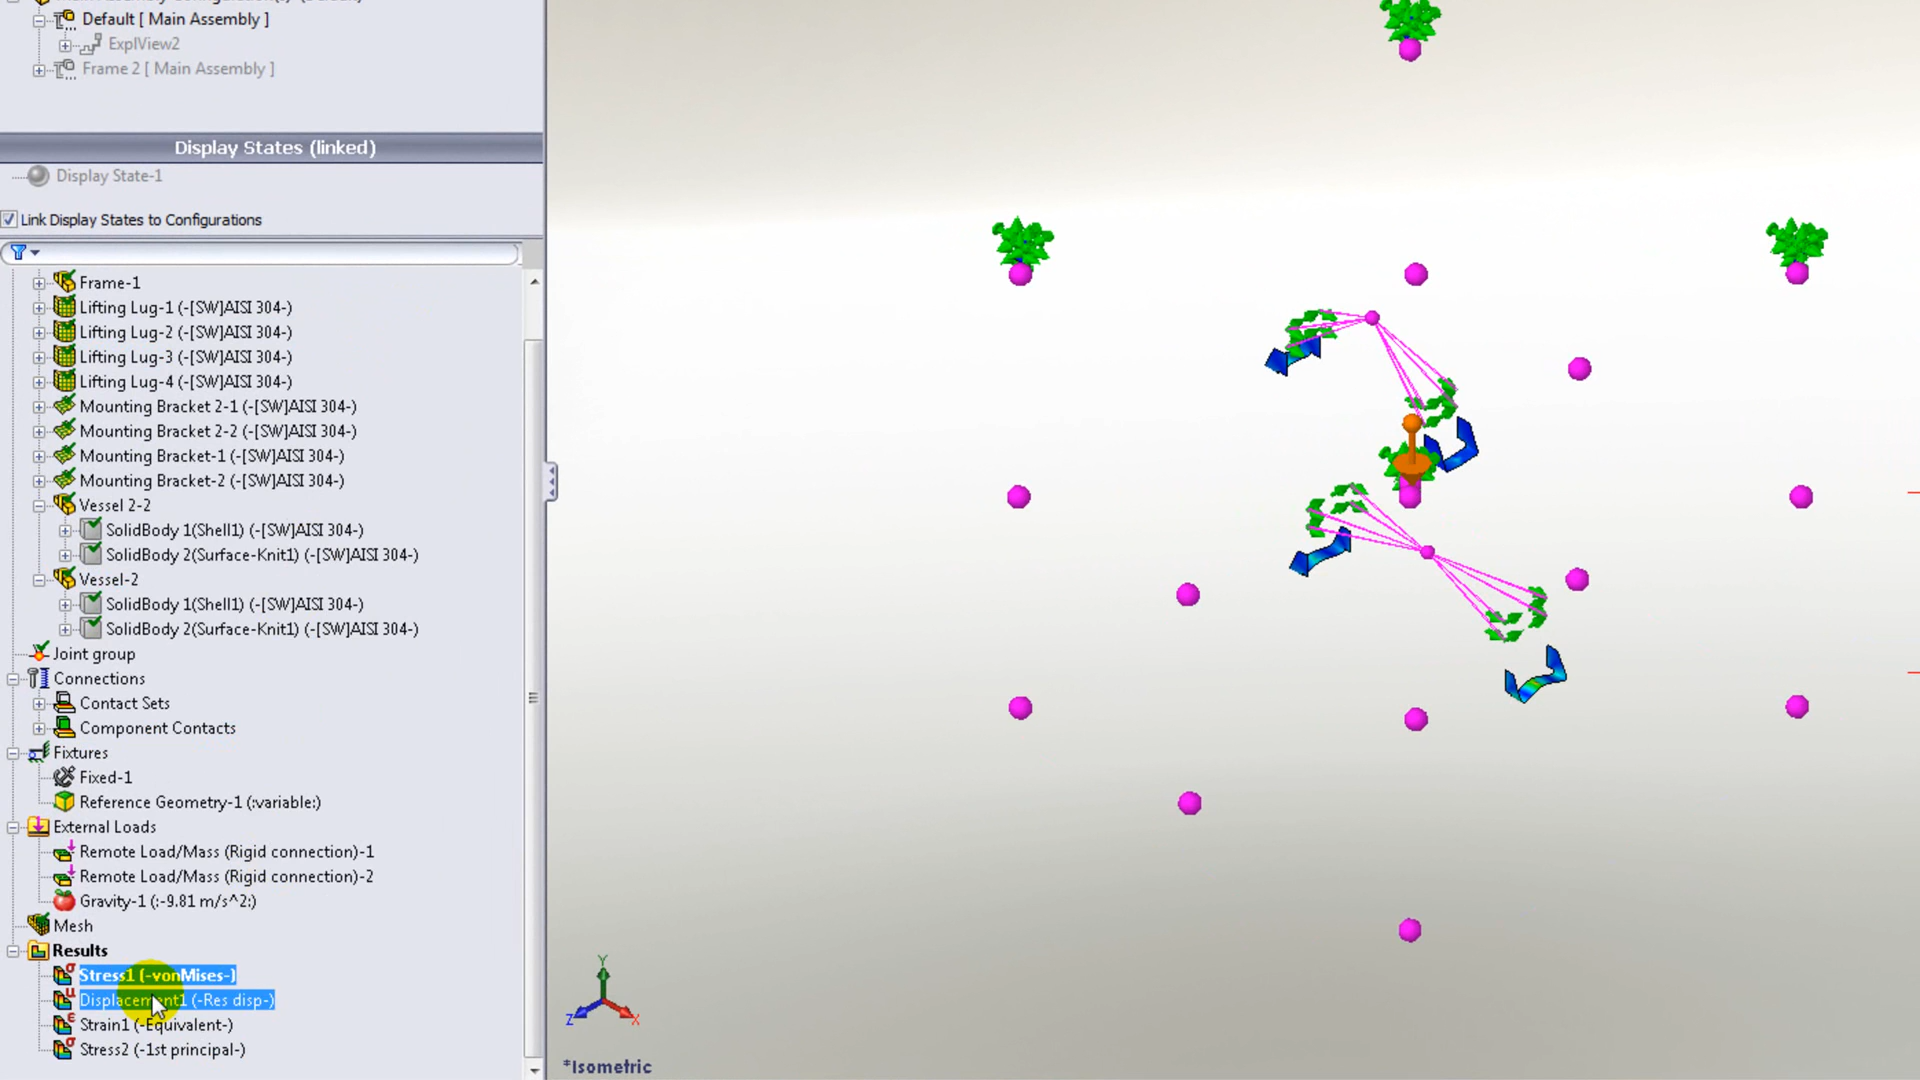 Default [ Main Assembly ]
ExplView2
Frame 2 [ Main Assembly ]
Display States (linked)
Display State-1
Link Display States to Configurations
Frame-1
Lifting Lug-1 (-[SW]AISI 304-)
Lifting Lug-2 (-[SW]AISI 304-)
Lifting Lug-3 (-[SW]AISI 304-)
Lifting Lug-4 (-[SW]AISI 304-)
Mounting Bracket 2-1 (-[SW]AISI 304-)
Mounting Bracket 2-2 (-[SW]AISI 304-)
Mounting Bracket-1 (-[SW]AISI 304-)
Mounting Bracket-2 (-[SW]AISI 304-)
Vessel 2-2
SolidBody 1(Shell1) (-[SW]AISI 304-)
SolidBody 2(Surface-Knit1) (-[SW]AISI 304-)
Vessel-2
SolidBody 1(Shell1) (-[SW]AISI 304-)
SolidBody 2(Surface-Knit1) (-[SW]AISI 304-)
Joint group
Connections
Contact Sets
Component Contacts
Fixtures
Fixed-1
Reference Geometry-1 (:variable:)
External Loads
Remote Load/Mass (Rigid connection)-1
Remote Load/Mass (Rigid connection)-2
Gravity-1 (:-9.81 m/s^2:)
Mesh
Results
Stress1 (-vonMises-)
Displacement1 (-Res disp-)
Strain1 (-Equivalent-)
Stress2 (-1st principal-)
Y
Z
X
*Isometric